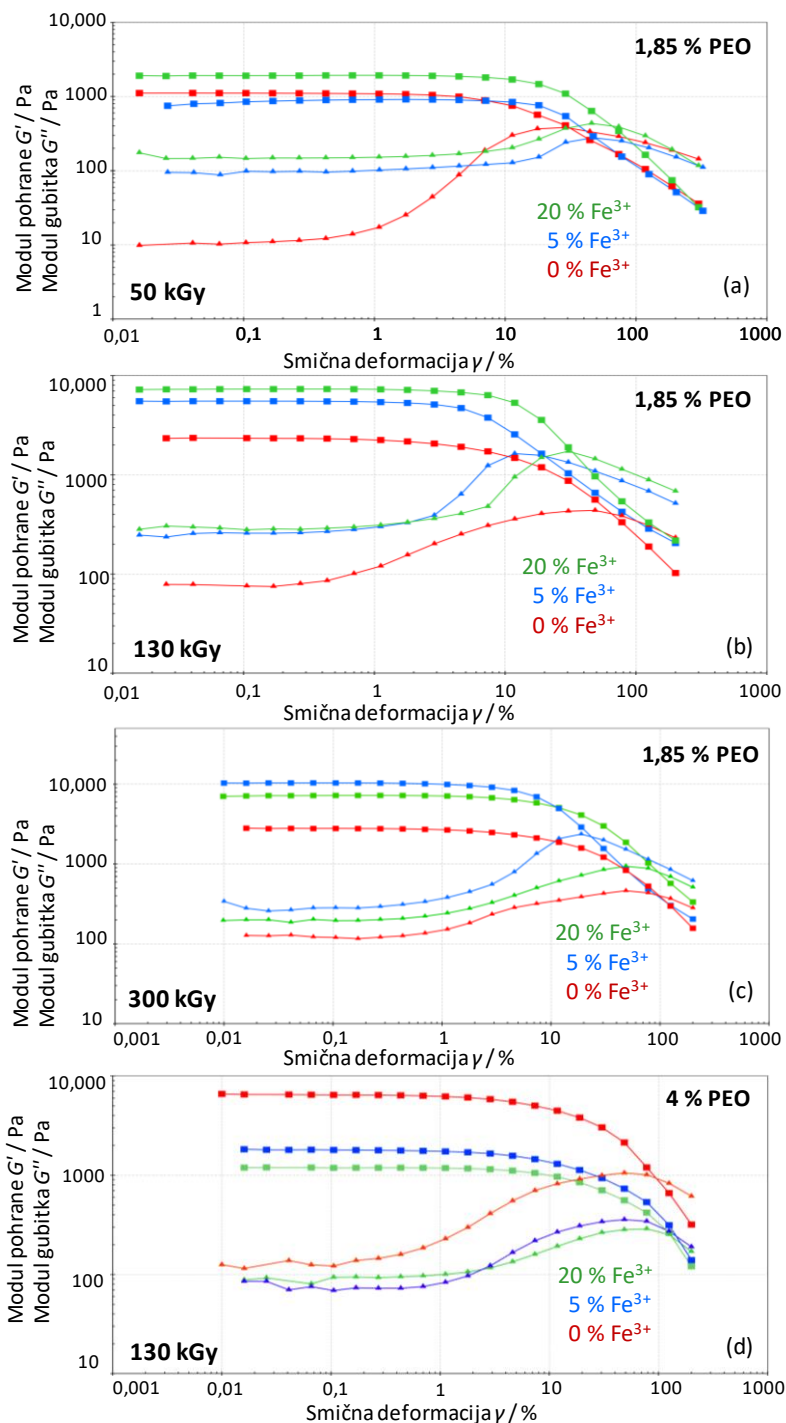 10,000
1000
100
10
1
Modul pohrane G'/ Pa
Modul gubitka G''/ Pa
1,85 % PEO
20 % Fe³⁺
5 % Fe³⁺
0 % Fe³⁺
50 kGy
(a)
0,01 0,1 1 10 100 1000
Smična deformacija γ / %
10,000
1000
100
10
Modul pohrane G'/ Pa
Modul gubitka G''/ Pa
1,85 % PEO
20 % Fe³⁺
5 % Fe³⁺
0 % Fe³⁺
130 kGy
(b)
0,01 0,1 1 10 100 1000
Smična deformacija γ / %
10,000
1000
100
10
Modul pohrane G'/ Pa
Modul gubitka G''/ Pa
1,85 % PEO
20 % Fe³⁺
5 % Fe³⁺
0 % Fe³⁺
300 kGy
(c)
0,001 0,01 0,1 1 10 100 1000
Smična deformacija γ / %
10,000
1000
100
10
Modul pohrane G'/ Pa
Modul gubitka G''/ Pa
4 % PEO
20 % Fe³⁺
5 % Fe³⁺
0 % Fe³⁺
130 kGy
(d)
0,001 0,01 0,1 1 10 100 1000
Smična deformacija γ / %